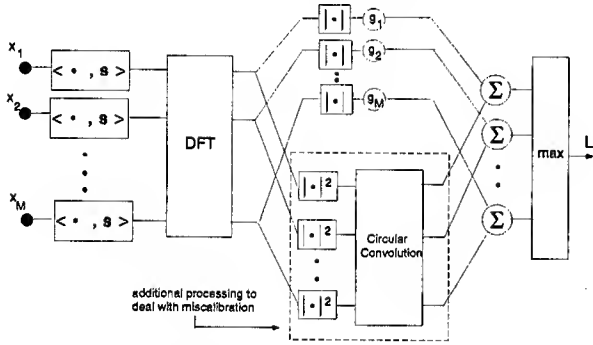 x1
< • , s >
x2
< • , s >
xM
< • , s >
DFT
|•| g1
|•| g2
|•| gM
|•|2
|•|2
|•|2
Circular
Convolution
Σ
Σ
Σ
max
L
additional processing to
deal with miscalibration